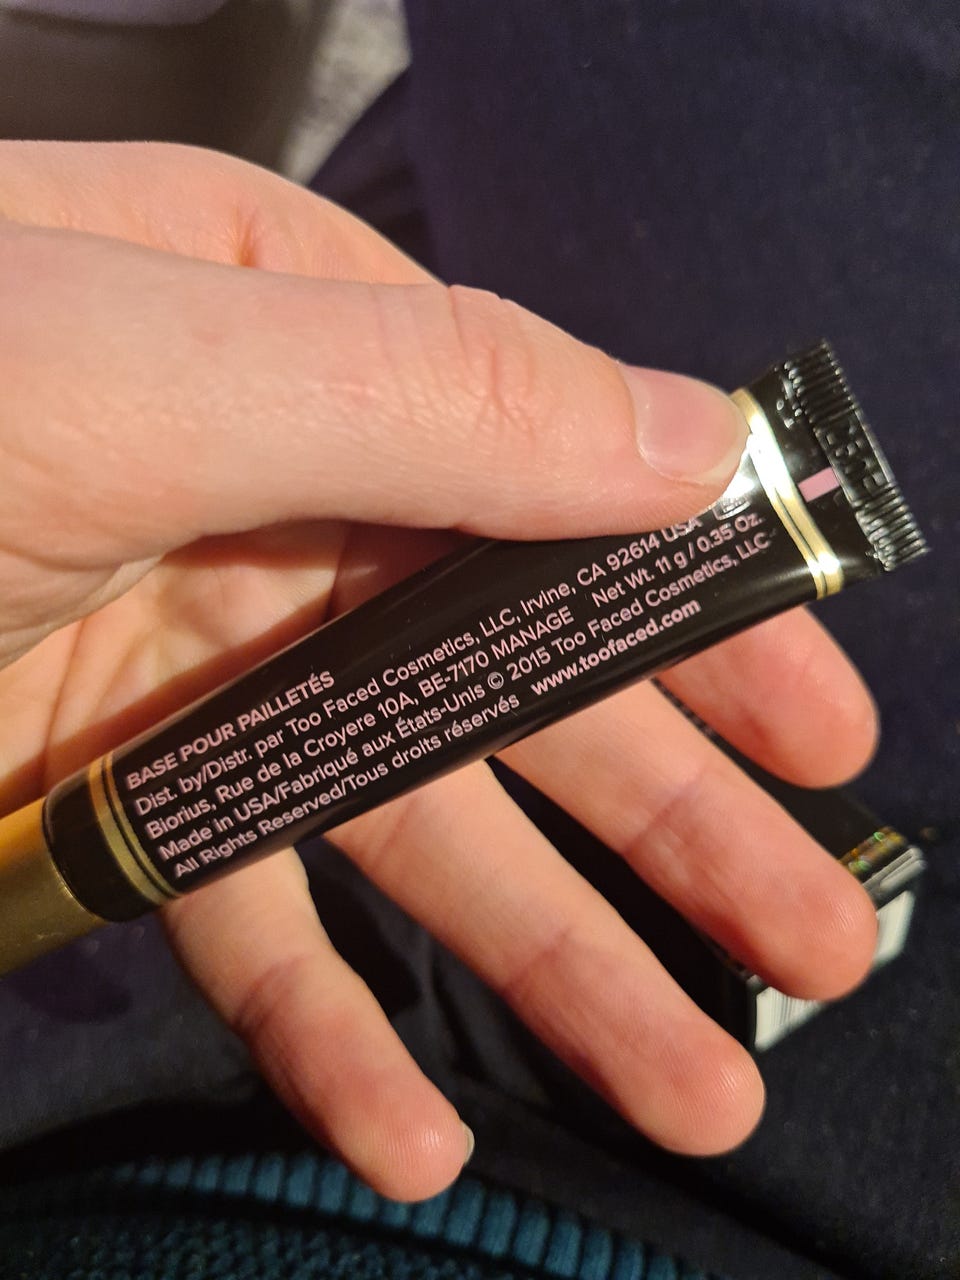 BASE POUR PAILLETÉS
Dist. by/Distr. par Too Faced Cosmetics, LLC, Irvine, CA 92614 USA
Biorius, Rue de la Croyere 10A, BE-7170 MANAGE Net Wt. 11 g / 0.35 Oz.
Made in USA/Fabriqué aux États-Unis © 2015 Too Faced Cosmetics, LLC
All Rights Reserved/Tous droits réservés www.toofaced.com